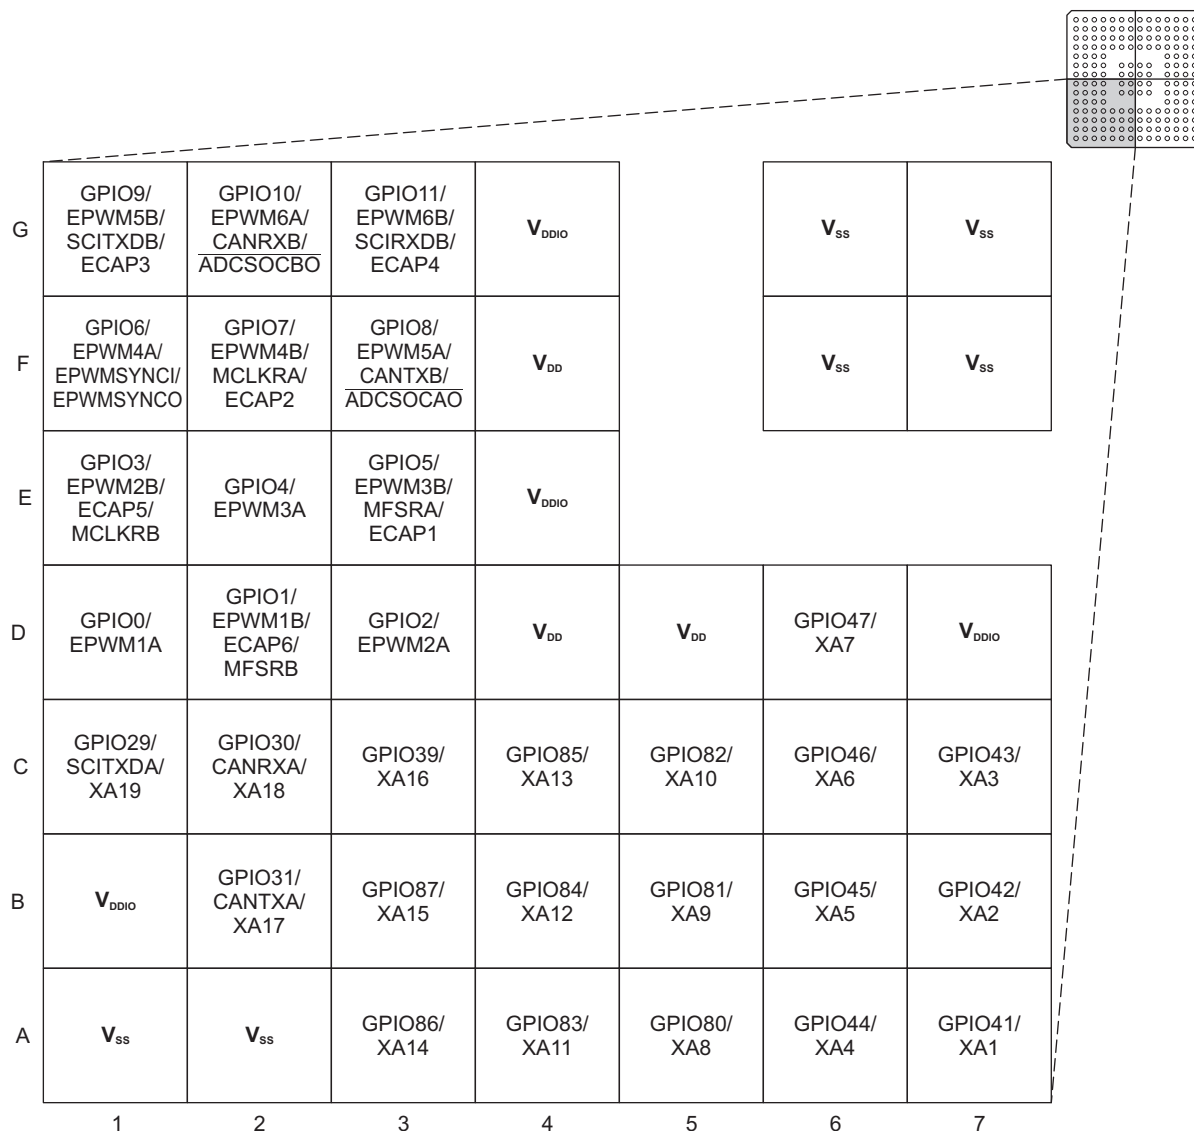 G
GPIO9/
EPWM5B/
SCITXDB/
ECAP3
GPIO10/
EPWM6A/
CANRXB/
ADCSOCBO
GPIO11/
EPWM6B/
SCIRXDB/
ECAP4
VDDIO
VSS
VSS
F
GPIO6/
EPWM4A/
EPWMSYNCI/
EPWMSYNCO
GPIO7/
EPWM4B/
MCLKRA/
ECAP2
GPIO8/
EPWM5A/
CANTXB/
ADCSOCAO
VDD
VSS
VSS
E
GPIO3/
EPWM2B/
ECAP5/
MCLKRB
GPIO4/
EPWM3A
GPIO5/
EPWM3B/
MFSRA/
ECAP1
VDDIO
D
GPIO0/
EPWM1A
GPIO1/
EPWM1B/
ECAP6/
MFSRB
GPIO2/
EPWM2A
VDD
VDD
GPIO47/
XA7
VDDIO
C
GPIO29/
SCITXDA/
XA19
GPIO30/
CANRXA/
XA18
GPIO39/
XA16
GPIO85/
XA13
GPIO82/
XA10
GPIO46/
XA6
GPIO43/
XA3
B
VDDIO
GPIO31/
CANTXA/
XA17
GPIO87/
XA15
GPIO84/
XA12
GPIO81/
XA9
GPIO45/
XA5
GPIO42/
XA2
A
VSS
VSS
GPIO86/
XA14
GPIO83/
XA11
GPIO80/
XA8
GPIO44/
XA4
GPIO41/
XA1
1 2 3 4 5 6 7